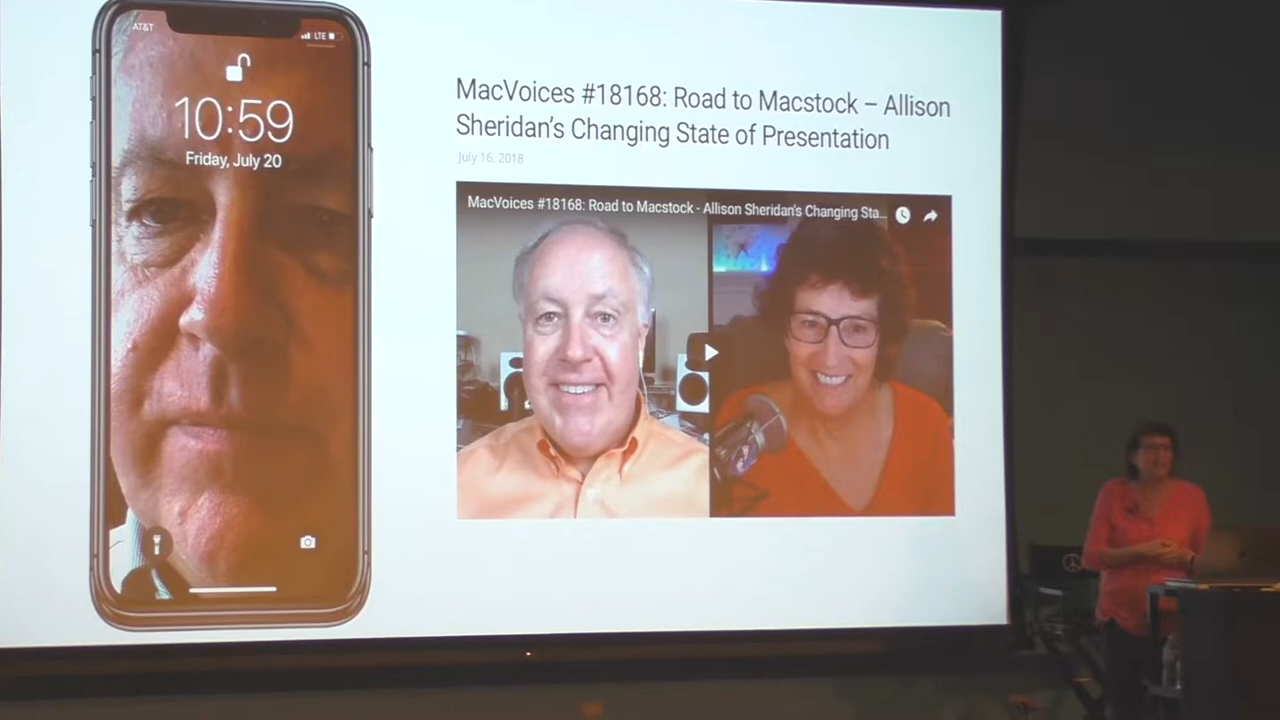 AT&T
LTE
10:59
Friday, July 20
MacVoices #18168: Road to Macstock – Allison
Sheridan's Changing State of Presentation
July 16, 2018
MacVoices #18168: Road to Macstock - Allison Sheridan's Changing Sta...